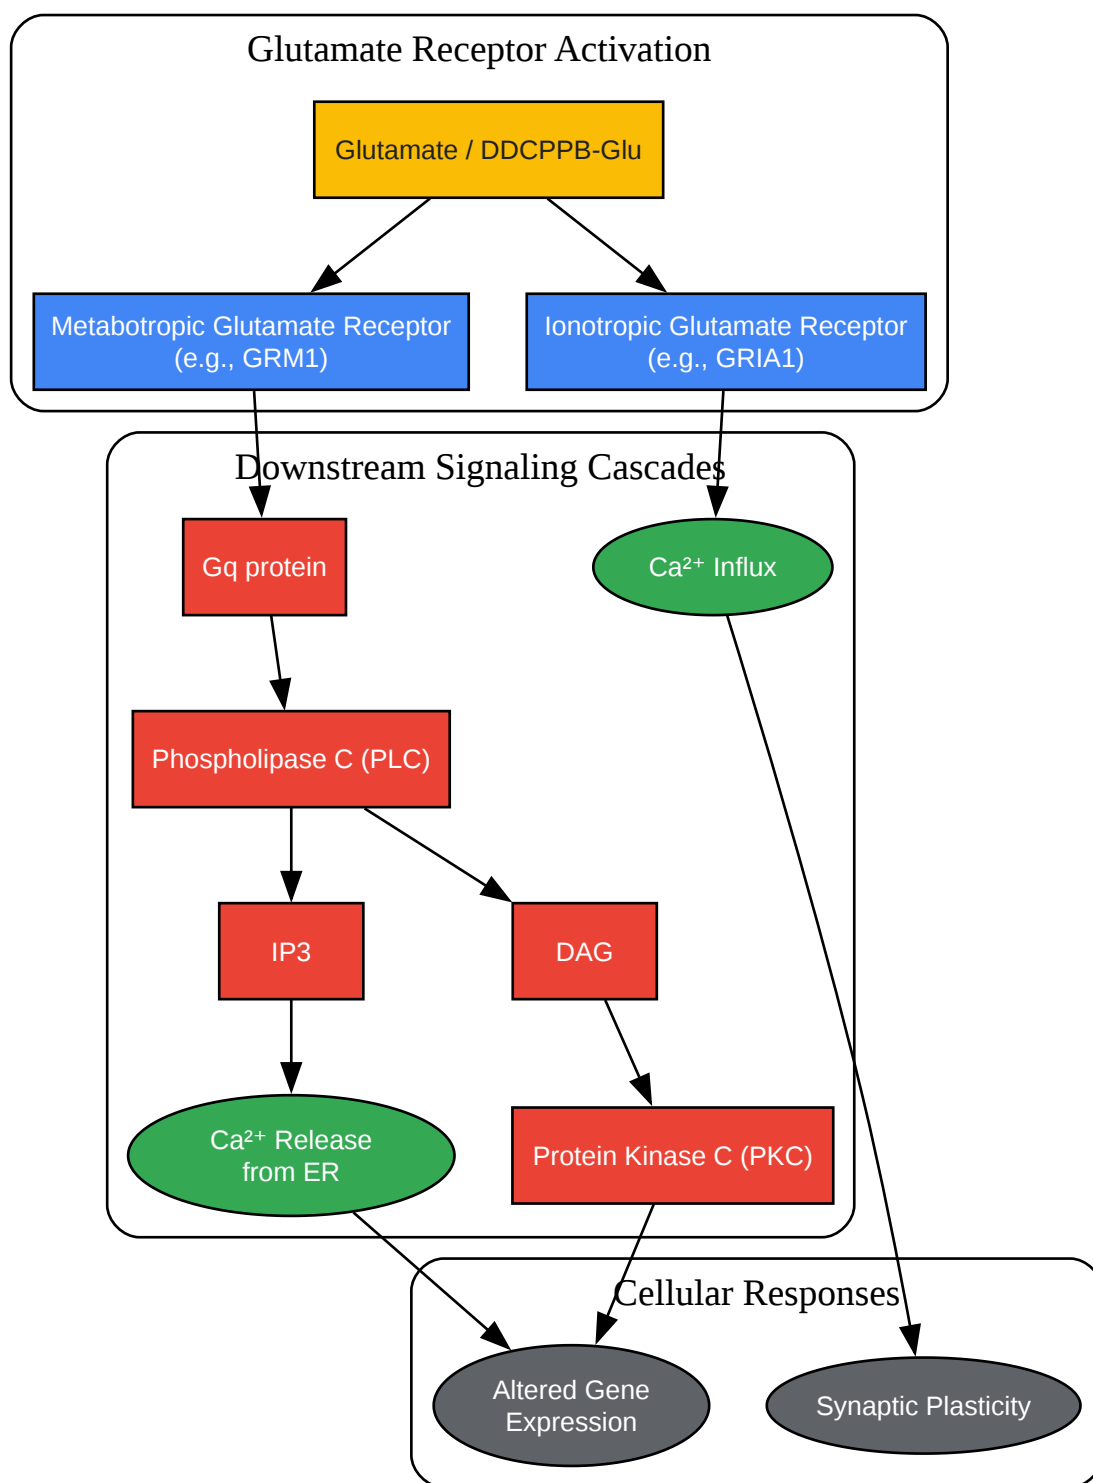 Glutamate Receptor Activation
Glutamate / DDCPPB-Glu
Metabotropic Glutamate Receptor
(e.g., GRM1)
Ionotropic Glutamate Receptor
(e.g., GRIA1)
Downstream Signaling Cascades
Gq protein
Ca²⁺ Influx
Phospholipase C (PLC)
IP3
DAG
Ca²⁺ Release
from ER
Protein Kinase C (PKC)
Cellular Responses
Altered Gene
Expression
Synaptic Plasticity